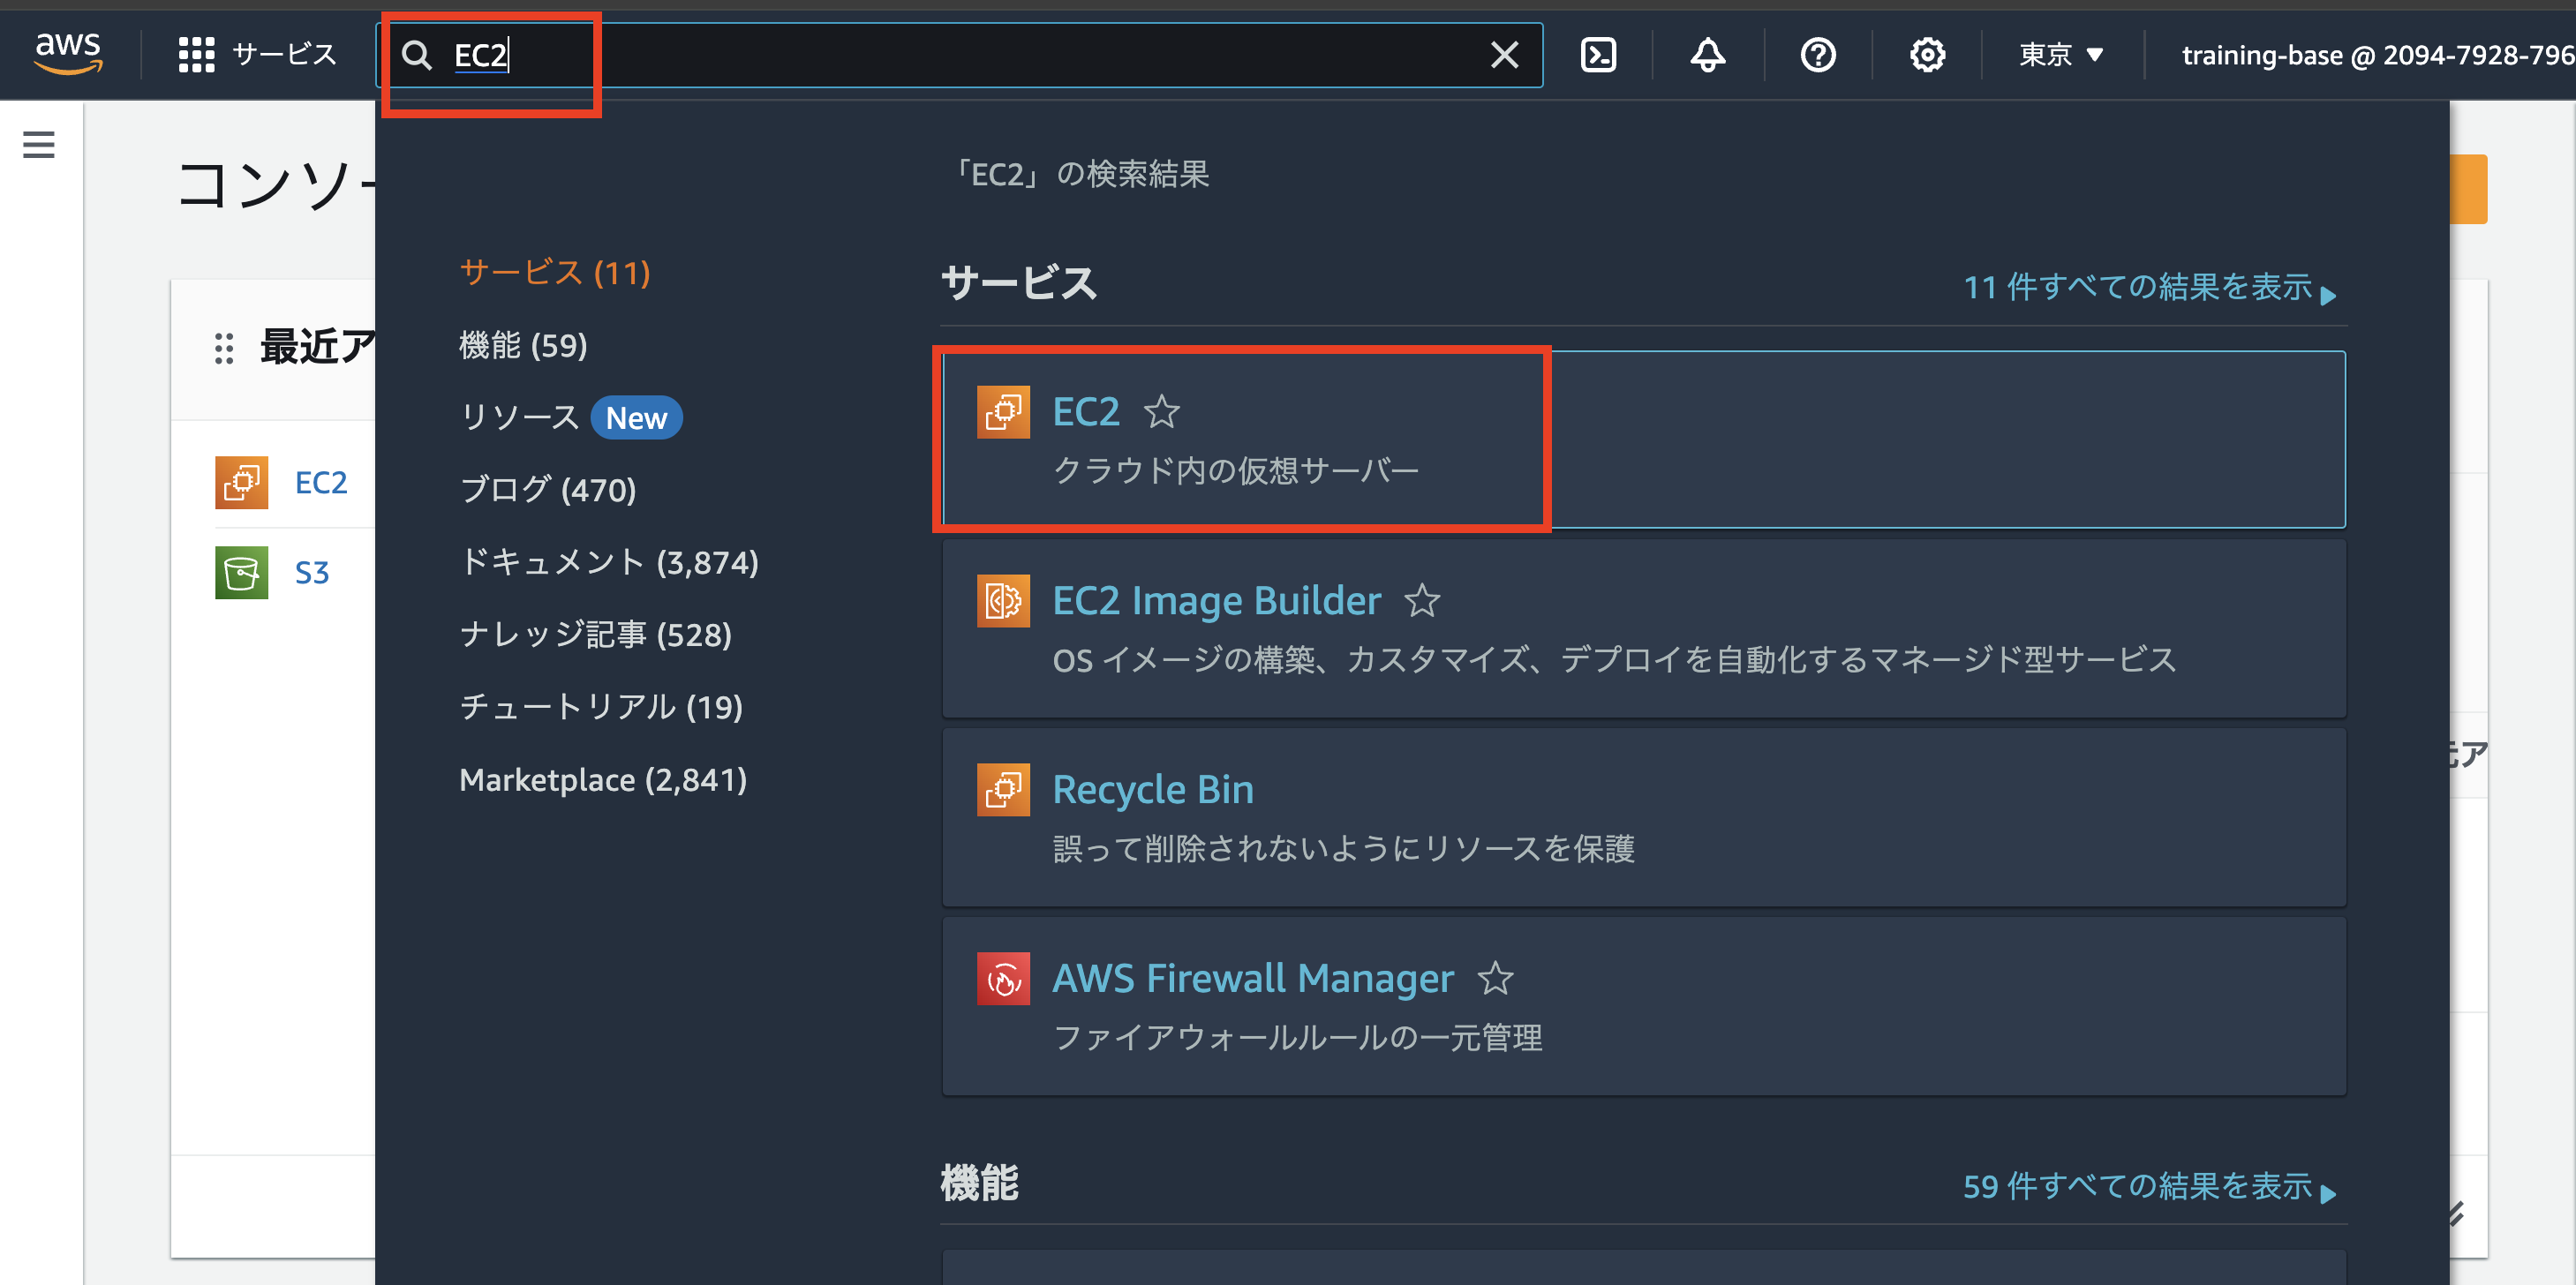 aws
サービス
EC2
東京
training-base @ 2094-7928-796
コンソー
「EC2」の検索結果
サービス (11)
機能 (59)
リソース New
ブログ (470)
ドキュメント (3,874)
ナレッジ記事 (528)
チュートリアル (19)
Marketplace (2,841)
最近ア
EC2
S3
サービス
11 件すべての結果を表示
EC2
クラウド内の仮想サーバー
EC2 Image Builder
OS イメージの構築、カスタマイズ、デプロイを自動化するマネージド型サービス
Recycle Bin
誤って削除されないようにリソースを保護
AWS Firewall Manager
ファイアウォールルールの一元管理
機能
59 件すべての結果を表示
元ア